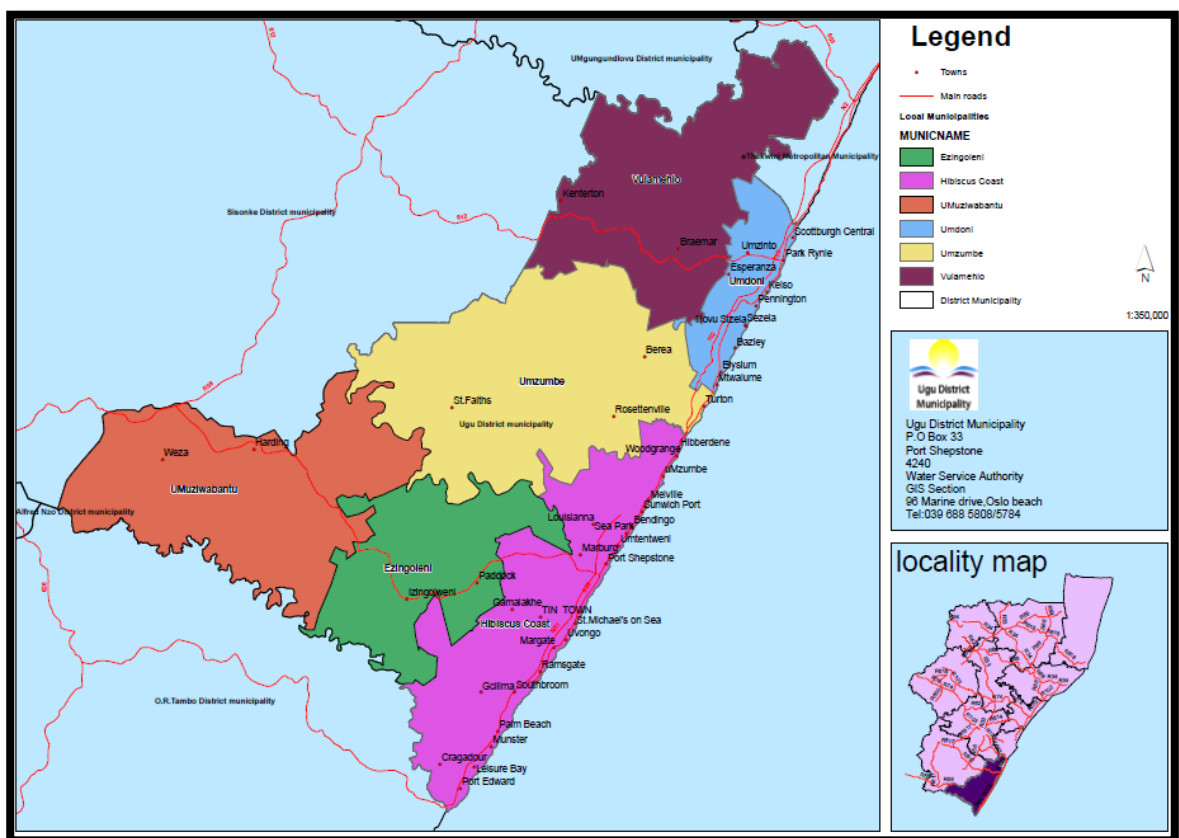 UMgungundlovu District municipality
eThekwini Metropolitan Municipality
Sisonke District municipality
Vulamehlo
Kenterton
Braemar
612
612
N2
Scottburgh Central
Umzinto
Park Rynie
Esperanza
Umdoni
Kelso
Pennington
Sezela
Bazley
Elysium
Mtwalume
Turton
Berea
Umzumbe
St.Faiths
Rosettenville
Ugu District municipality
Hibberdene
Woodgrange
uMzumbe
Melville
Sunwich Port
Bendingo
Louisianna
Sea Park
Umtentweni
Marburg
Port Shepstone
Harding
Weza
UMuziwabantu
Alfred Nzo District municipality
Ezingoleni
Izingolweni
Paddock
Gamalakhe
TIN TOWN
Hibiscus Coast
St.Michael's on Sea
Uvongo
Margate
Ramsgate
Gcilima
Southbroom
O.R.Tambo District municipality
Palm Beach
Munster
Cragadour
Leisure Bay
Port Edward
Legend
Towns
Main roads
Local Municipalities
MUNICNAME
Ezingoleni
Hibiscus Coast
UMuziwabantu
Umdoni
Umzumbe
Vulamehlo
District Municipality
N
1:350,000
Ugu District
Municipality
Ugu District Municipality
P.O Box 33
Port Shepstone
4240
Water Service Authority
GIS Section
96 Marine drive,Oslo beach
Tel:039 688 5808/5784
locality map